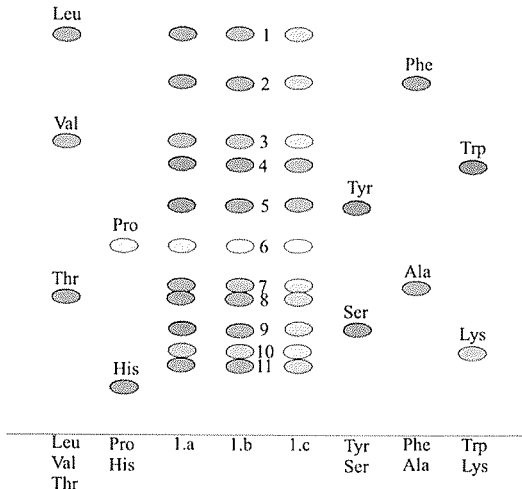 Leu
1
2
Phe
Val
3
4
Trp
5
Tyr
Pro
6
Thr
7
Ala
8
Ser
9
10
Lys
His
11
Leu Pro 1.a 1.b 1.c Tyr Phe Trp
Val His Ser Ala Lys
Thr